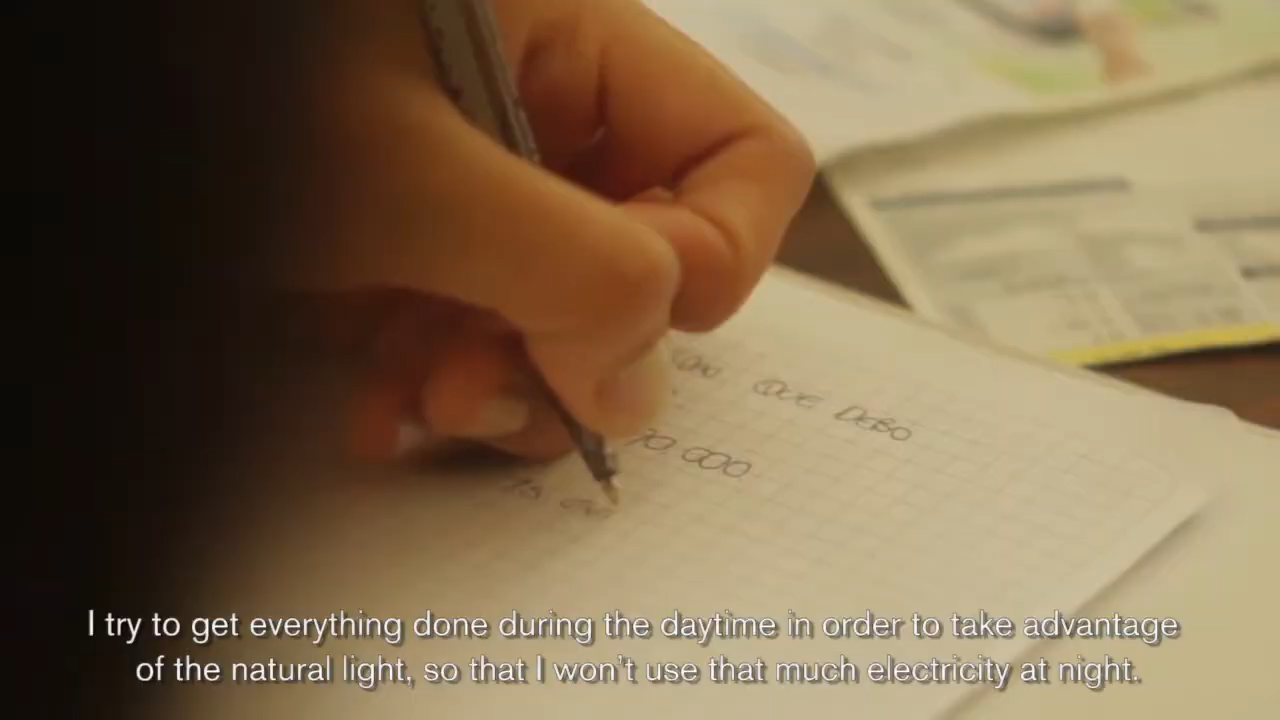 QUE DEBO
70.000
I try to get everything done during the daytime in order to take advantage
of the natural light, so that I won't use that much electricity at night.